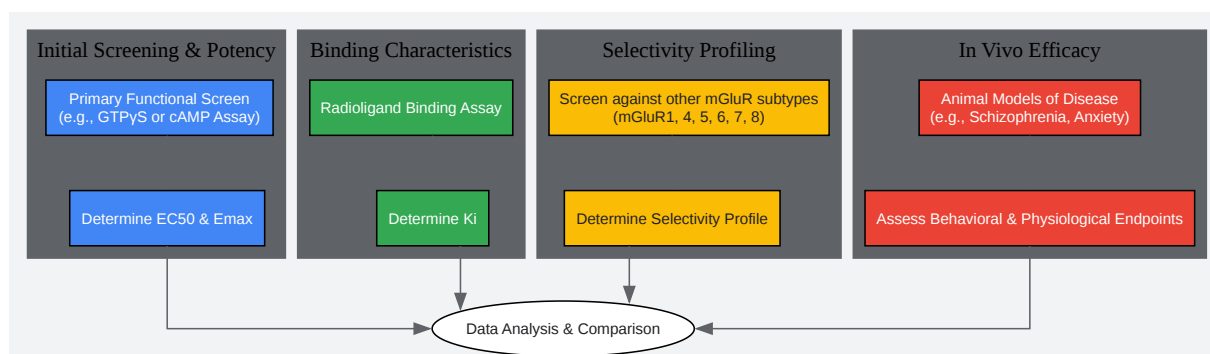 Initial Screening & Potency
Primary Functional Screen
(e.g., GTPγS or cAMP Assay)
Determine EC50 & Emax
Binding Characteristics
Radioligand Binding Assay
Determine Ki
Selectivity Profiling
Screen against other mGluR subtypes
(mGluR1, 4, 5, 6, 7, 8)
Determine Selectivity Profile
In Vivo Efficacy
Animal Models of Disease
(e.g., Schizophrenia, Anxiety)
Assess Behavioral & Physiological Endpoints
Data Analysis & Comparison